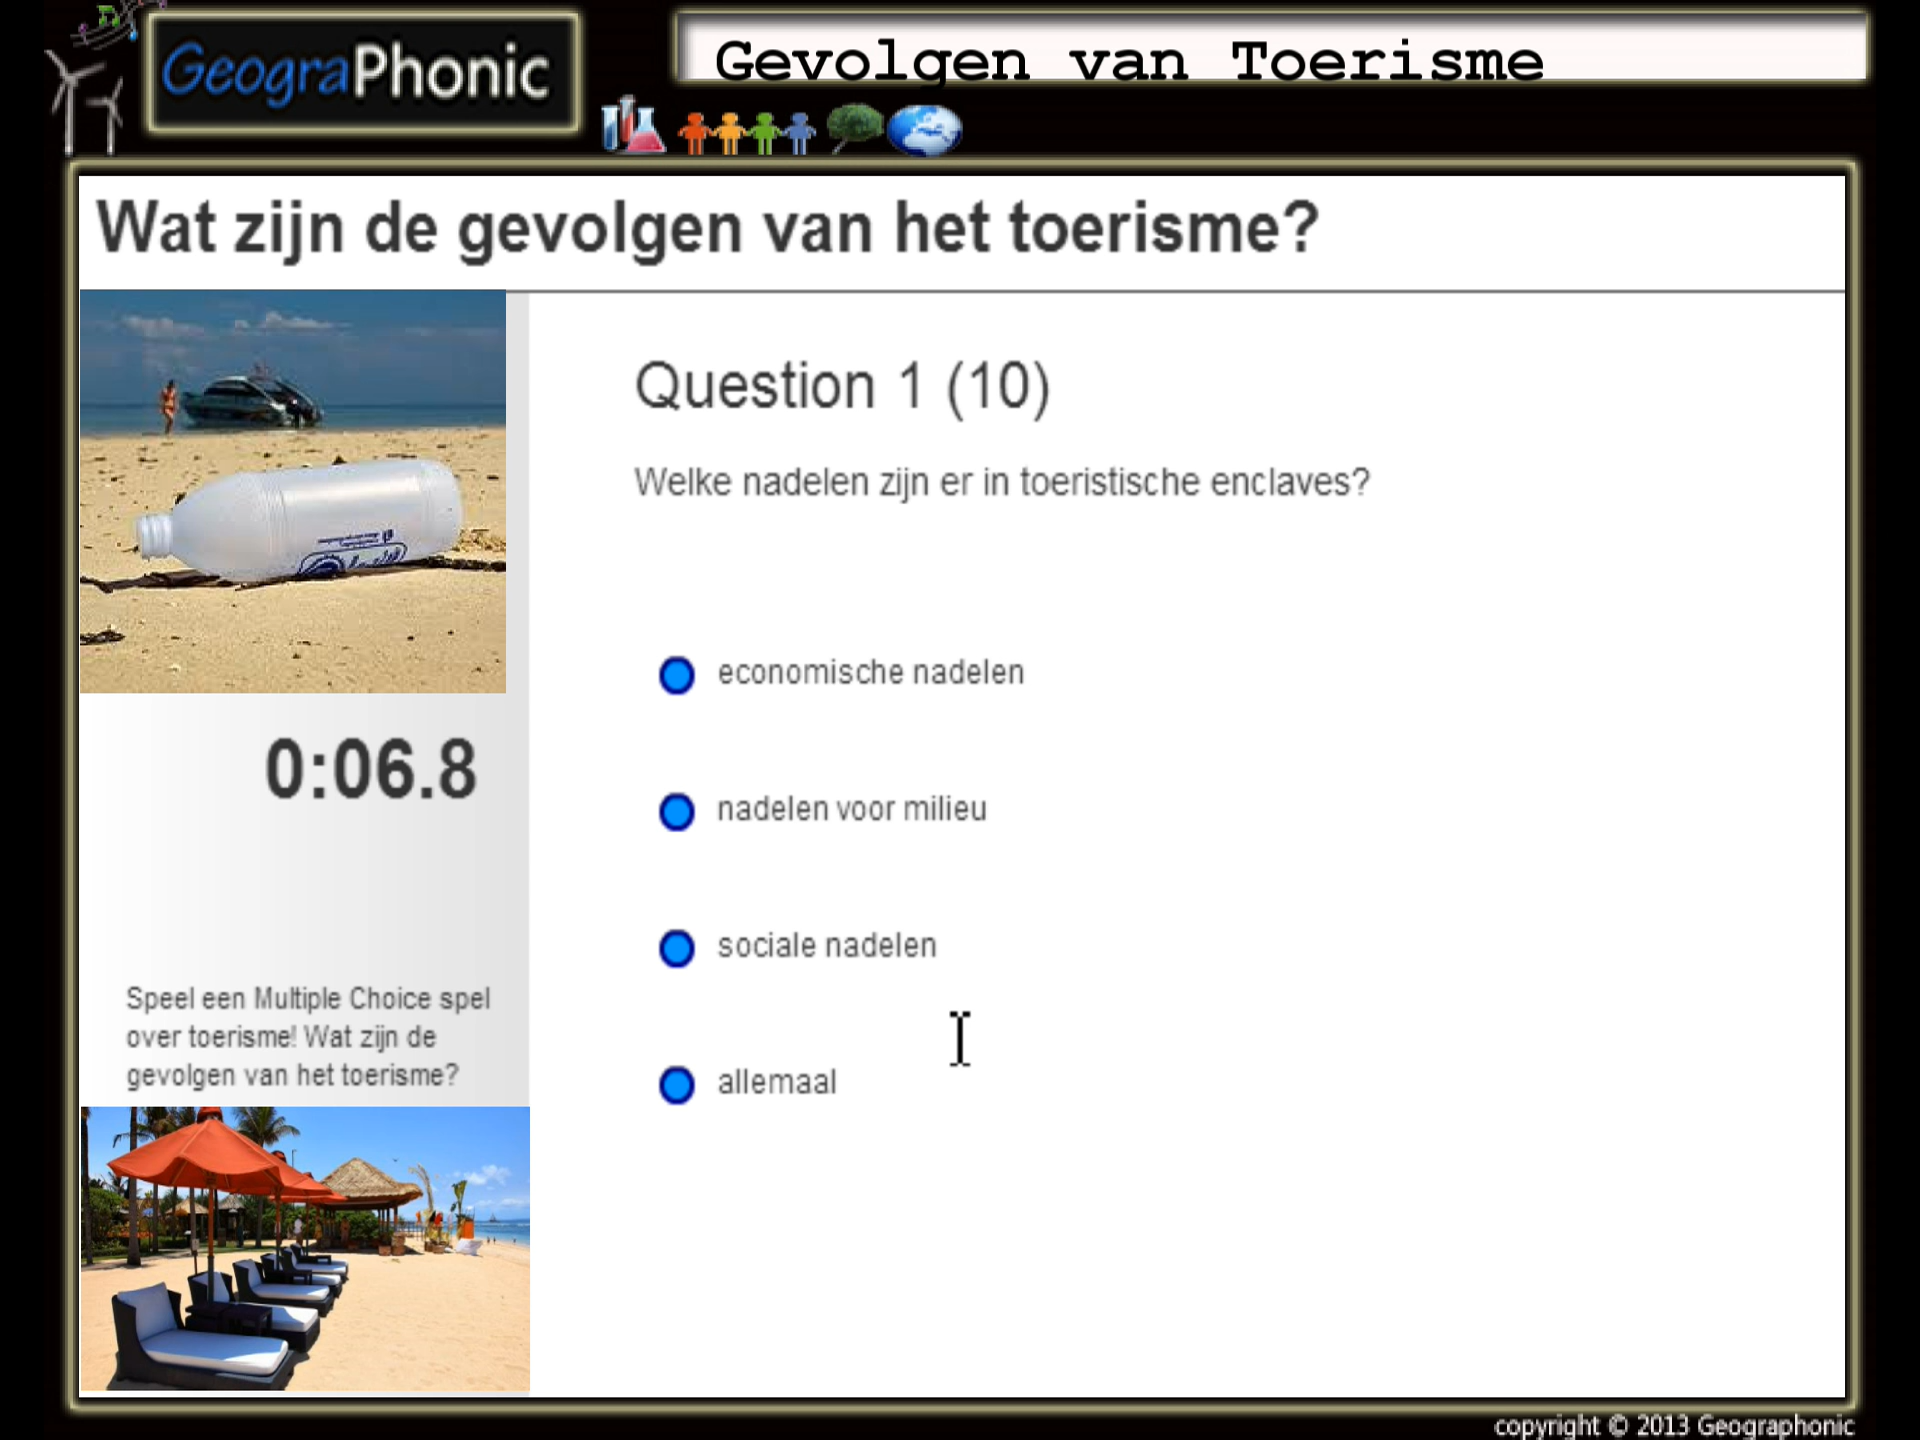 GeograPhonic
Gevolgen van Toerisme
Wat zijn de gevolgen van het toerisme?
Question 1 (10)
Welke nadelen zijn er in toeristische enclaves?
economische nadelen
nadelen voor milieu
sociale nadelen
allemaal
0:06.8
Speel een Multiple Choice spel
over toerisme! Wat zijn de
gevolgen van het toerisme?
copyright © 2013 Geographonic